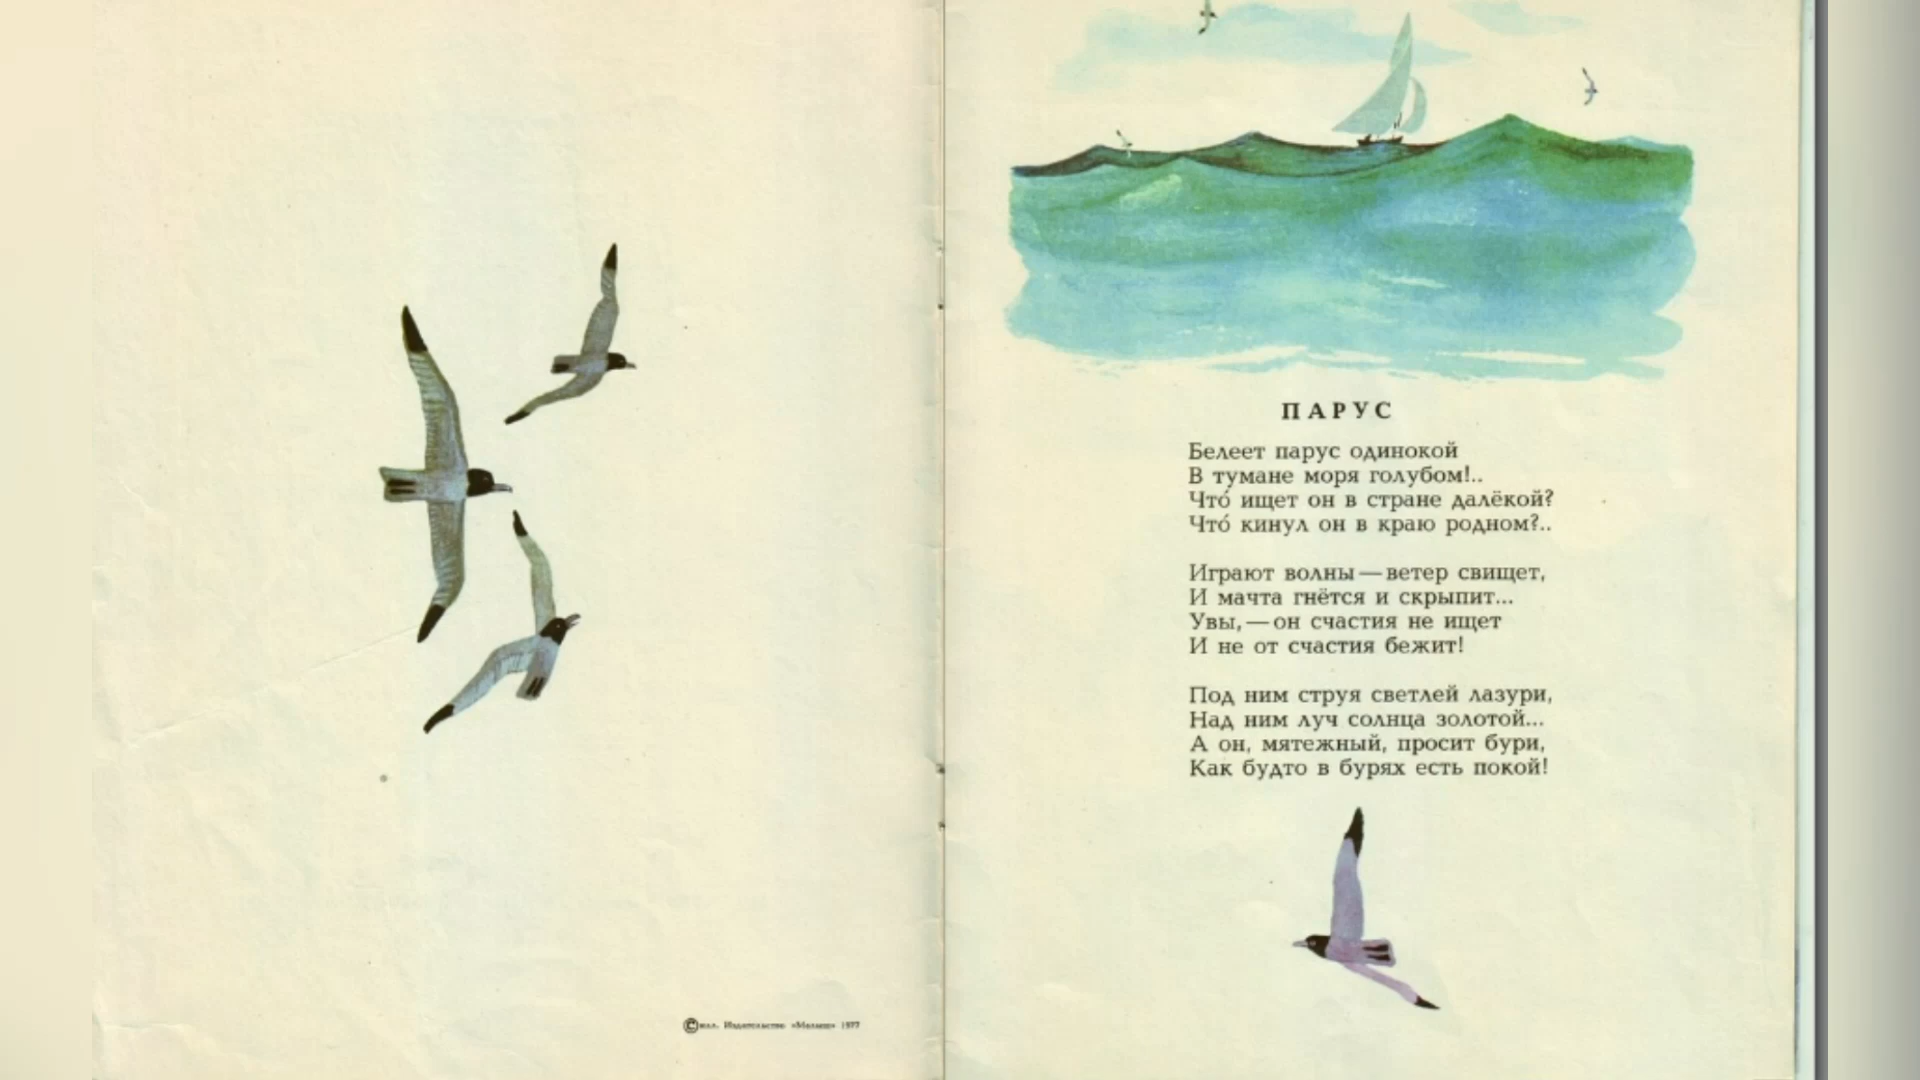 © илл. Издательство «Малыш» 1977
ПАРУС
Белеет парус одинокой
В тумане моря голубом!..
Что́ ищет он в стране далёкой?
Что́ кинул он в краю родном?..
Играют волны — ветер свищет,
И мачта гнётся и скрыпит...
Увы, — он счастия не ищет
И не от счастия бежит!
Под ним струя светлей лазури,
Над ним луч солнца золотой...
А он, мятежный, просит бури,
Как будто в бурях есть покой!